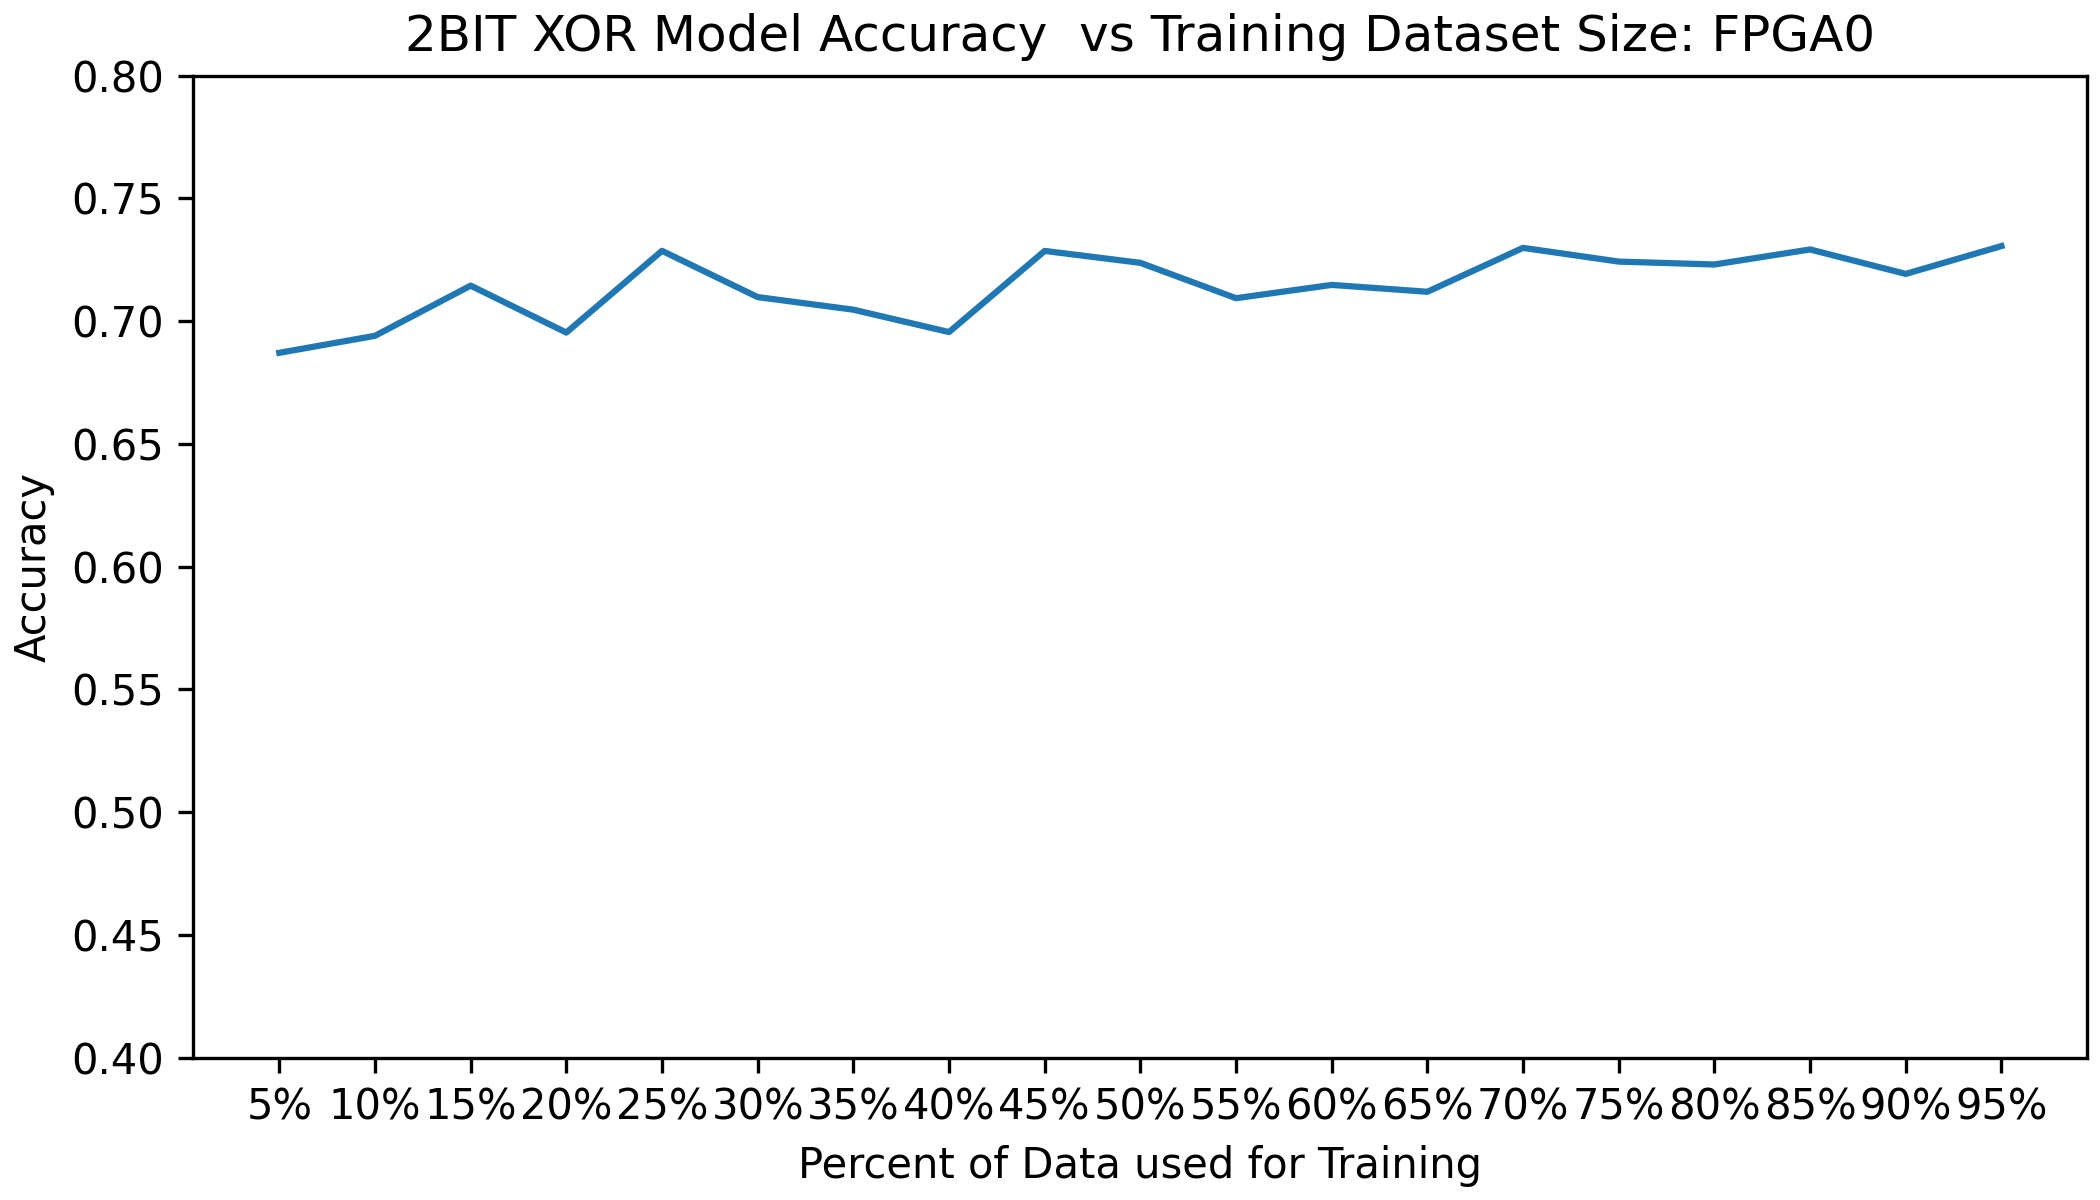 2BIT XOR Model Accuracy  vs Training Dataset Size: FPGA0
0.80
0.75
0.70
0.65
0.60
0.55
0.50
0.45
0.40
Accuracy
5% 10% 15% 20% 25% 30% 35% 40% 45% 50% 55% 60% 65% 70% 75% 80% 85% 90% 95%
Percent of Data used for Training